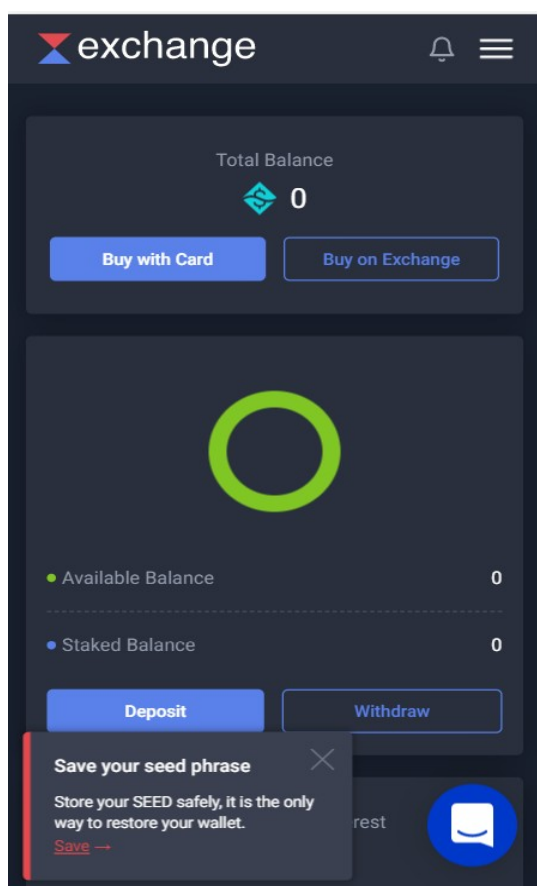 exchange
Total Balance
0
Buy with Card
Buy on Exchange
Available Balance
0
Staked Balance
0
Deposit
Withdraw
Save your seed phrase
Store your SEED safely, it is the only
way to restore your wallet.
Save →
rest